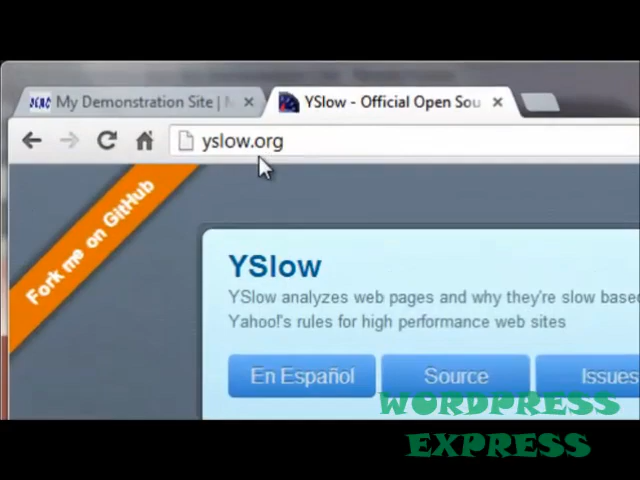 DEMO My Demonstration Site |
YSlow - Official Open Sou
yslow.org
Fork me on GitHub
YSlow
YSlow analyzes web pages and why they're slow based
Yahoo!'s rules for high performance web sites
En Español
Source
Issues
WORDPRESS
EXPRESS